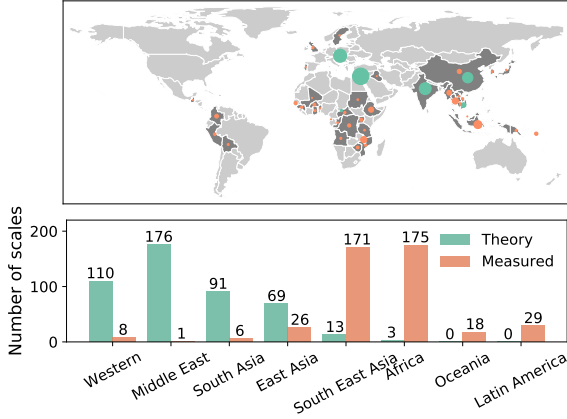 Number of scales
200
100
0
110
8
176
1
91
6
69
26
13
171
3
175
0
18
0
29
Theory
Measured
Western
Middle East
South Asia
East Asia
South East Asia
Africa
Oceania
Latin America